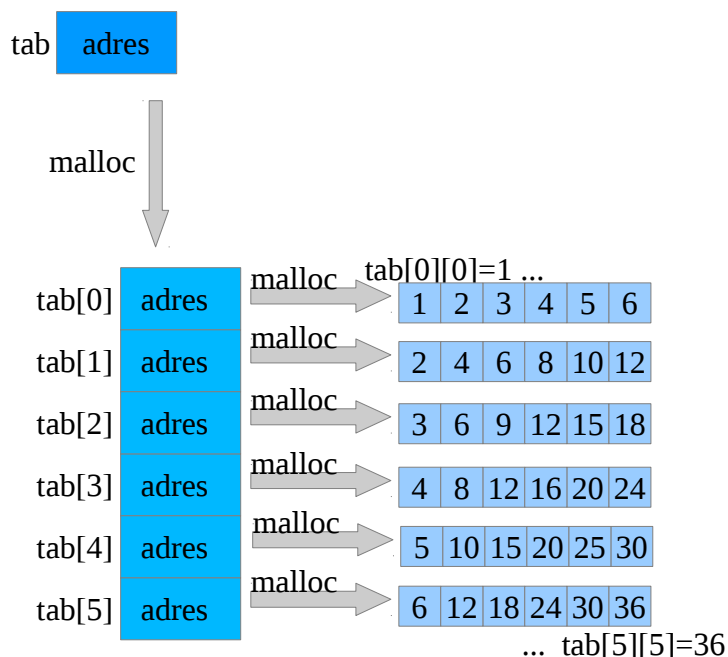 tab adres
malloc
tab[0][0]=1 ...
tab[0] adres malloc 1 2 3 4 5 6
tab[1] adres malloc 2 4 6 8 10 12
tab[2] adres malloc 3 6 9 12 15 18
tab[3] adres malloc 4 8 12 16 20 24
tab[4] adres malloc 5 10 15 20 25 30
tab[5] adres malloc 6 12 18 24 30 36
... tab[5][5]=36